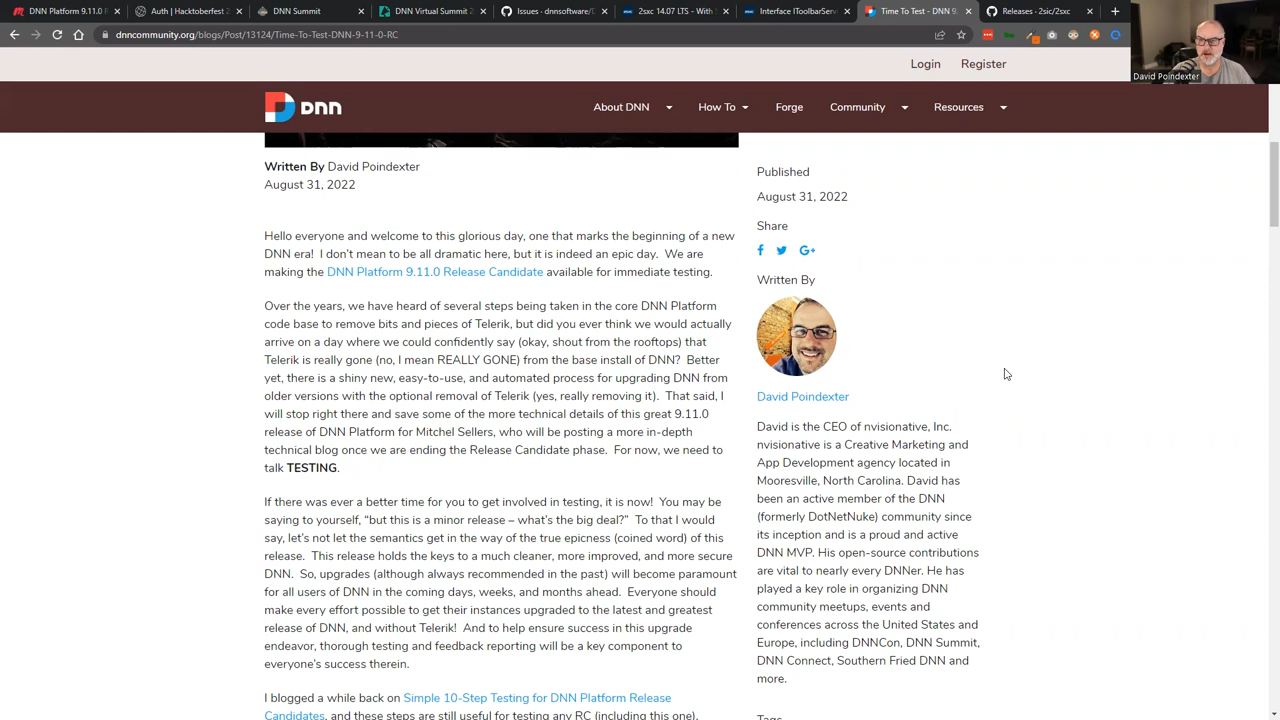 DNN Platform 9.11.0 F
Auth | Hacktoberfest 2
DNN Summit
DNN Virtual Summit 2
Issues · dnnsoftware/D
2sxc 14.07 LTS - With
Interface IToolbarServ
Time To Test - DNN 9.
Releases · 2sic/2sxc
dnncommunity.org/blogs/Post/13124/Time-To-Test-DNN-9-11-0-RC
David Poindexter
Login Register
dnn
About DNN How To Forge Community Resources
Written By David Poindexter
August 31, 2022
Hello everyone and welcome to this glorious day, one that marks the beginning of a new
DNN era! I don't mean to be all dramatic here, but it is indeed an epic day. We are
making the DNN Platform 9.11.0 Release Candidate available for immediate testing.
Over the years, we have heard of several steps being taken in the core DNN Platform
code base to remove bits and pieces of Telerik, but did you ever think we would actually
arrive on a day where we could confidently say (okay, shout from the rooftops) that
Telerik is really gone (no, I mean REALLY GONE) from the base install of DNN? Better
yet, there is a shiny new, easy-to-use, and automated process for upgrading DNN from
older versions with the optional removal of Telerik (yes, really removing it). That said, I
will stop right there and save some of the more technical details of this great 9.11.0
release of DNN Platform for Mitchel Sellers, who will be posting a more in-depth
technical blog once we are ending the Release Candidate phase. For now, we need to
talk TESTING.
If there was ever a better time for you to get involved in testing, it is now! You may be
saying to yourself, "but this is a minor release – what's the big deal?" To that I would
say, let's not let the semantics get in the way of the true epicness (coined word) of this
release. This release holds the keys to a much cleaner, more improved, and more secure
DNN. So, upgrades (although always recommended in the past) will become paramount
for all users of DNN in the coming days, weeks, and months ahead. Everyone should
make every effort possible to get their instances upgraded to the latest and greatest
release of DNN, and without Telerik! And to help ensure success in this upgrade
endeavor, thorough testing and feedback reporting will be a key component to
everyone's success therein.
I blogged a while back on Simple 10-Step Testing for DNN Platform Release
Candidates, and these steps are still useful for testing any RC (including this one).
Published
August 31, 2022
Share
Written By
David Poindexter
David is the CEO of nvisionative, Inc.
nvisionative is a Creative Marketing and
App Development agency located in
Mooresville, North Carolina. David has
been an active member of the DNN
(formerly DotNetNuke) community since
its inception and is a proud and active
DNN MVP. His open-source contributions
are vital to nearly every DNNer. He has
played a key role in organizing DNN
community meetups, events and
conferences across the United States and
Europe, including DNNCon, DNN Summit,
DNN Connect, Southern Fried DNN and
more.
Tags